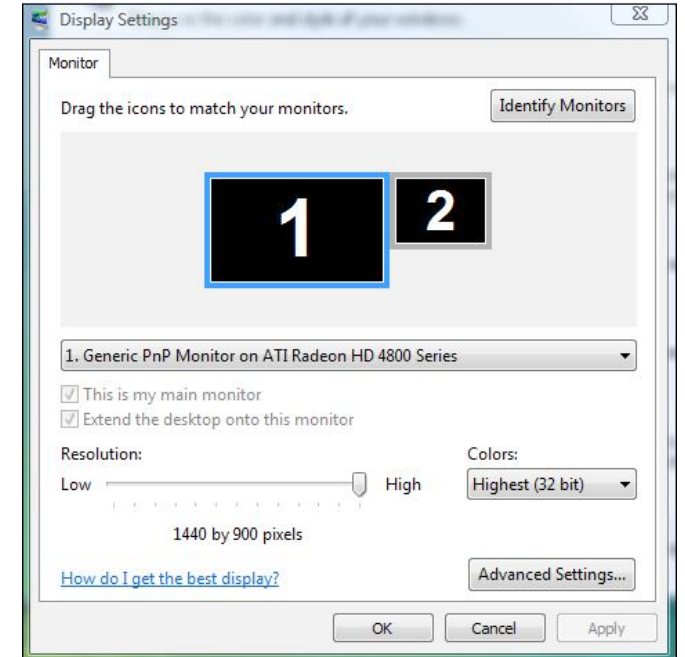 Display Settings
Monitor
Drag the icons to match your monitors.
Identify Monitors
1
2
1. Generic PnP Monitor on ATI Radeon HD 4800 Series
This is my main monitor
Extend the desktop onto this monitor
Resolution:
Colors:
Low
High
Highest (32 bit)
1440 by 900 pixels
How do I get the best display?
Advanced Settings...
OK
Cancel
Apply